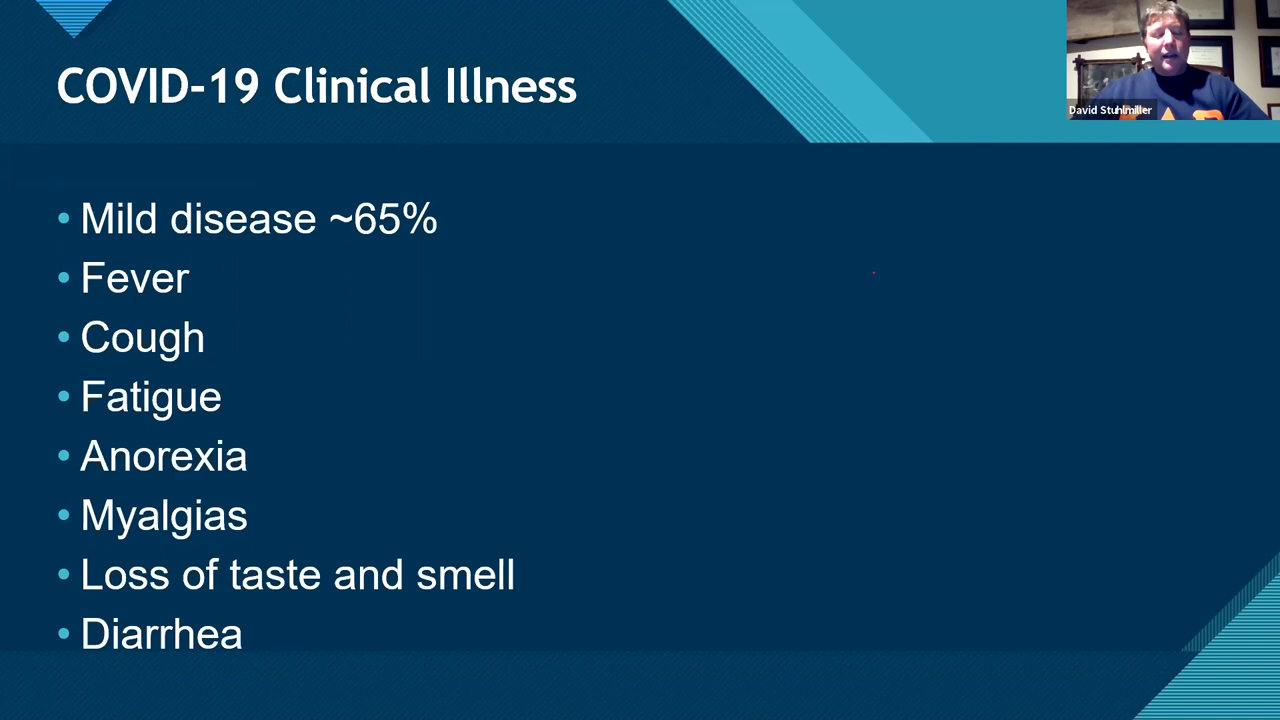 COVID-19 Clinical Illness
David Stuhlmiller
• Mild disease ~65%
• Fever
• Cough
• Fatigue
• Anorexia
• Myalgias
• Loss of taste and smell
• Diarrhea